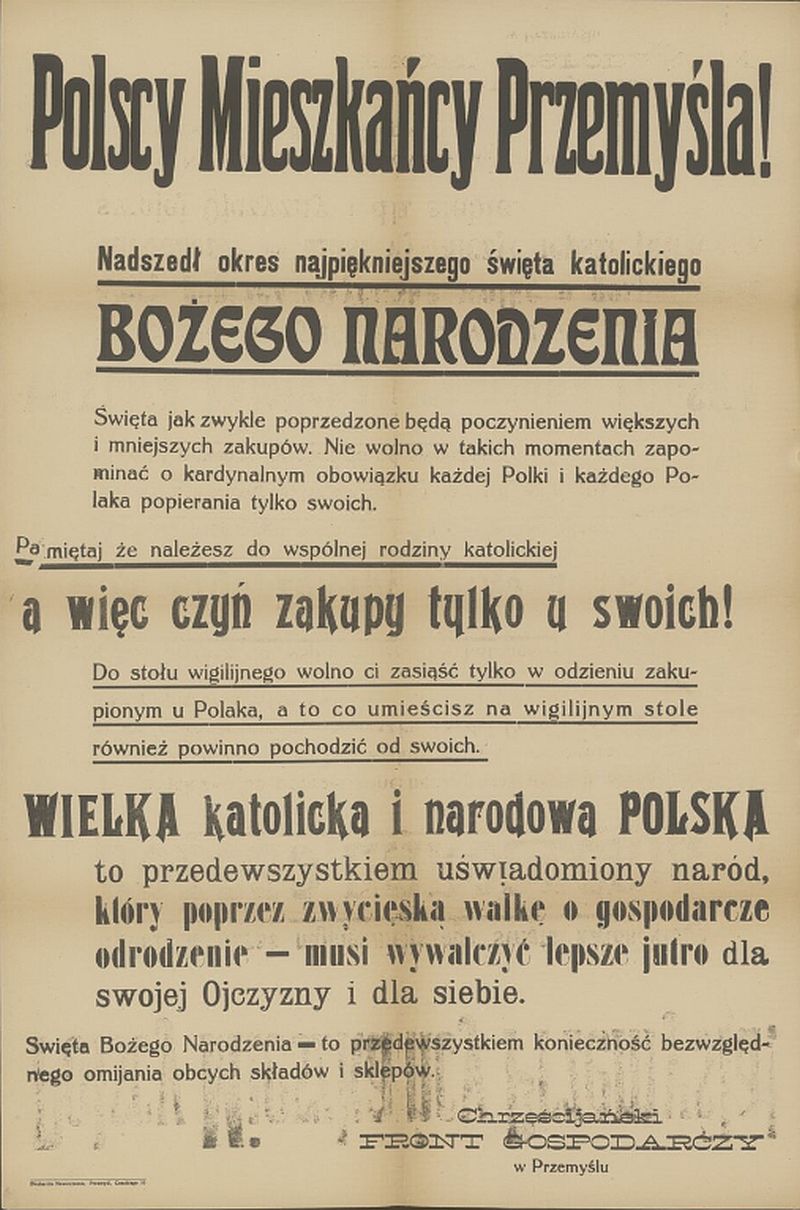 Polscy Mieszkańcy Przemyśla!
Nadszedł okres najpiękniejszego święta katolickiego
BOŻEGO NARODZENIA
Święta jak zwykle poprzedzone będą poczynieniem większych
i mniejszych zakupów. Nie wolno w takich momentach zapo-
minać o kardynalnym obowiązku każdej Polki i każdego Po-
laka popierania tylko swoich.
Pamiętaj że należesz do wspólnej rodziny katolickiej
a więc czyń zakupy tylko u swoich!
Do stołu wigilijnego wolno ci zasiąść tylko w odzieniu zaku-
pionym u Polaka, a to co umieścisz na wigilijnym stole
również powinno pochodzić od swoich.
WIELKA katolicka i narodowa POLSKA
to przedewszystkiem uświadomiony naród,
który poprzez zwycięską walkę o gospodarcze
odrodzenie — musi wywalczyć lepsze jutro dla
swojej Ojczyzny i dla siebie.
Swięta Bożego Narodzenia — to przedewszystkiem konieczność bezwzględ-
nego omijania obcych składów i sklepów.
Chrześcijański
FRONT GOSPODARCZY
w Przemyślu